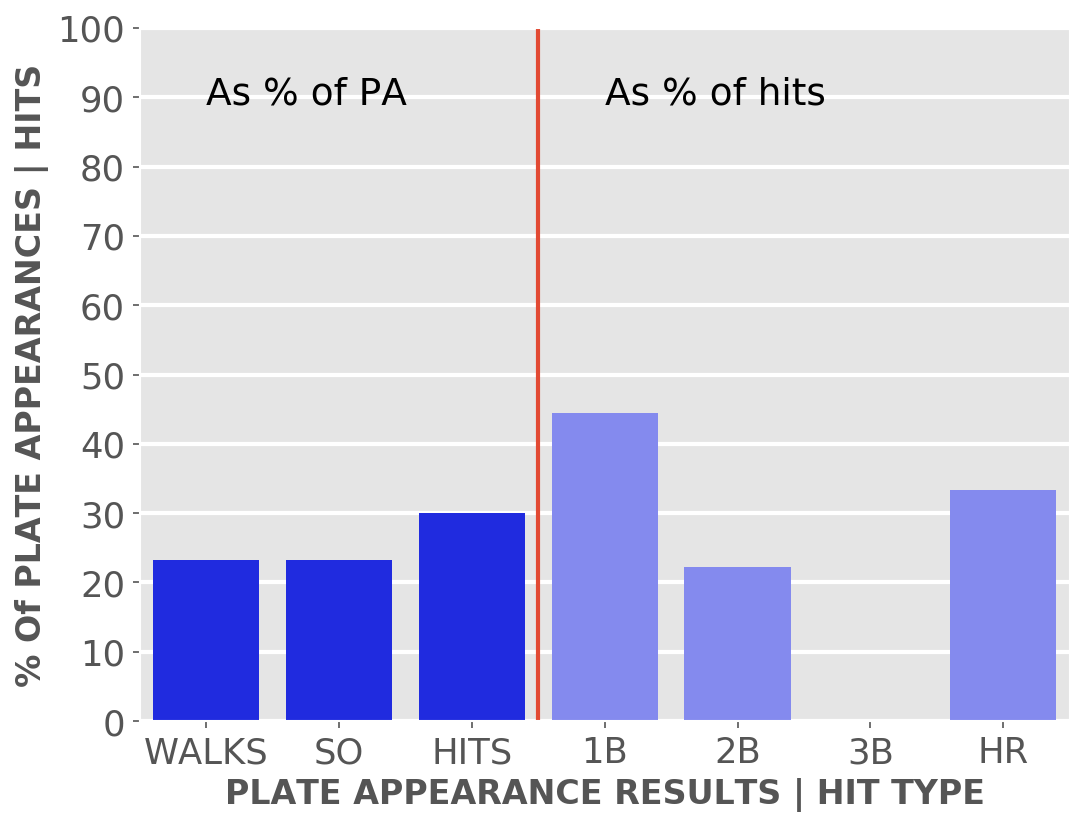 % Of PLATE APPEARANCES | HITS
100
90
80
70
60
50
40
30
20
10
0
As % of PA
As % of hits
WALKS SO HITS 1B 2B 3B HR
PLATE APPEARANCE RESULTS | HIT TYPE